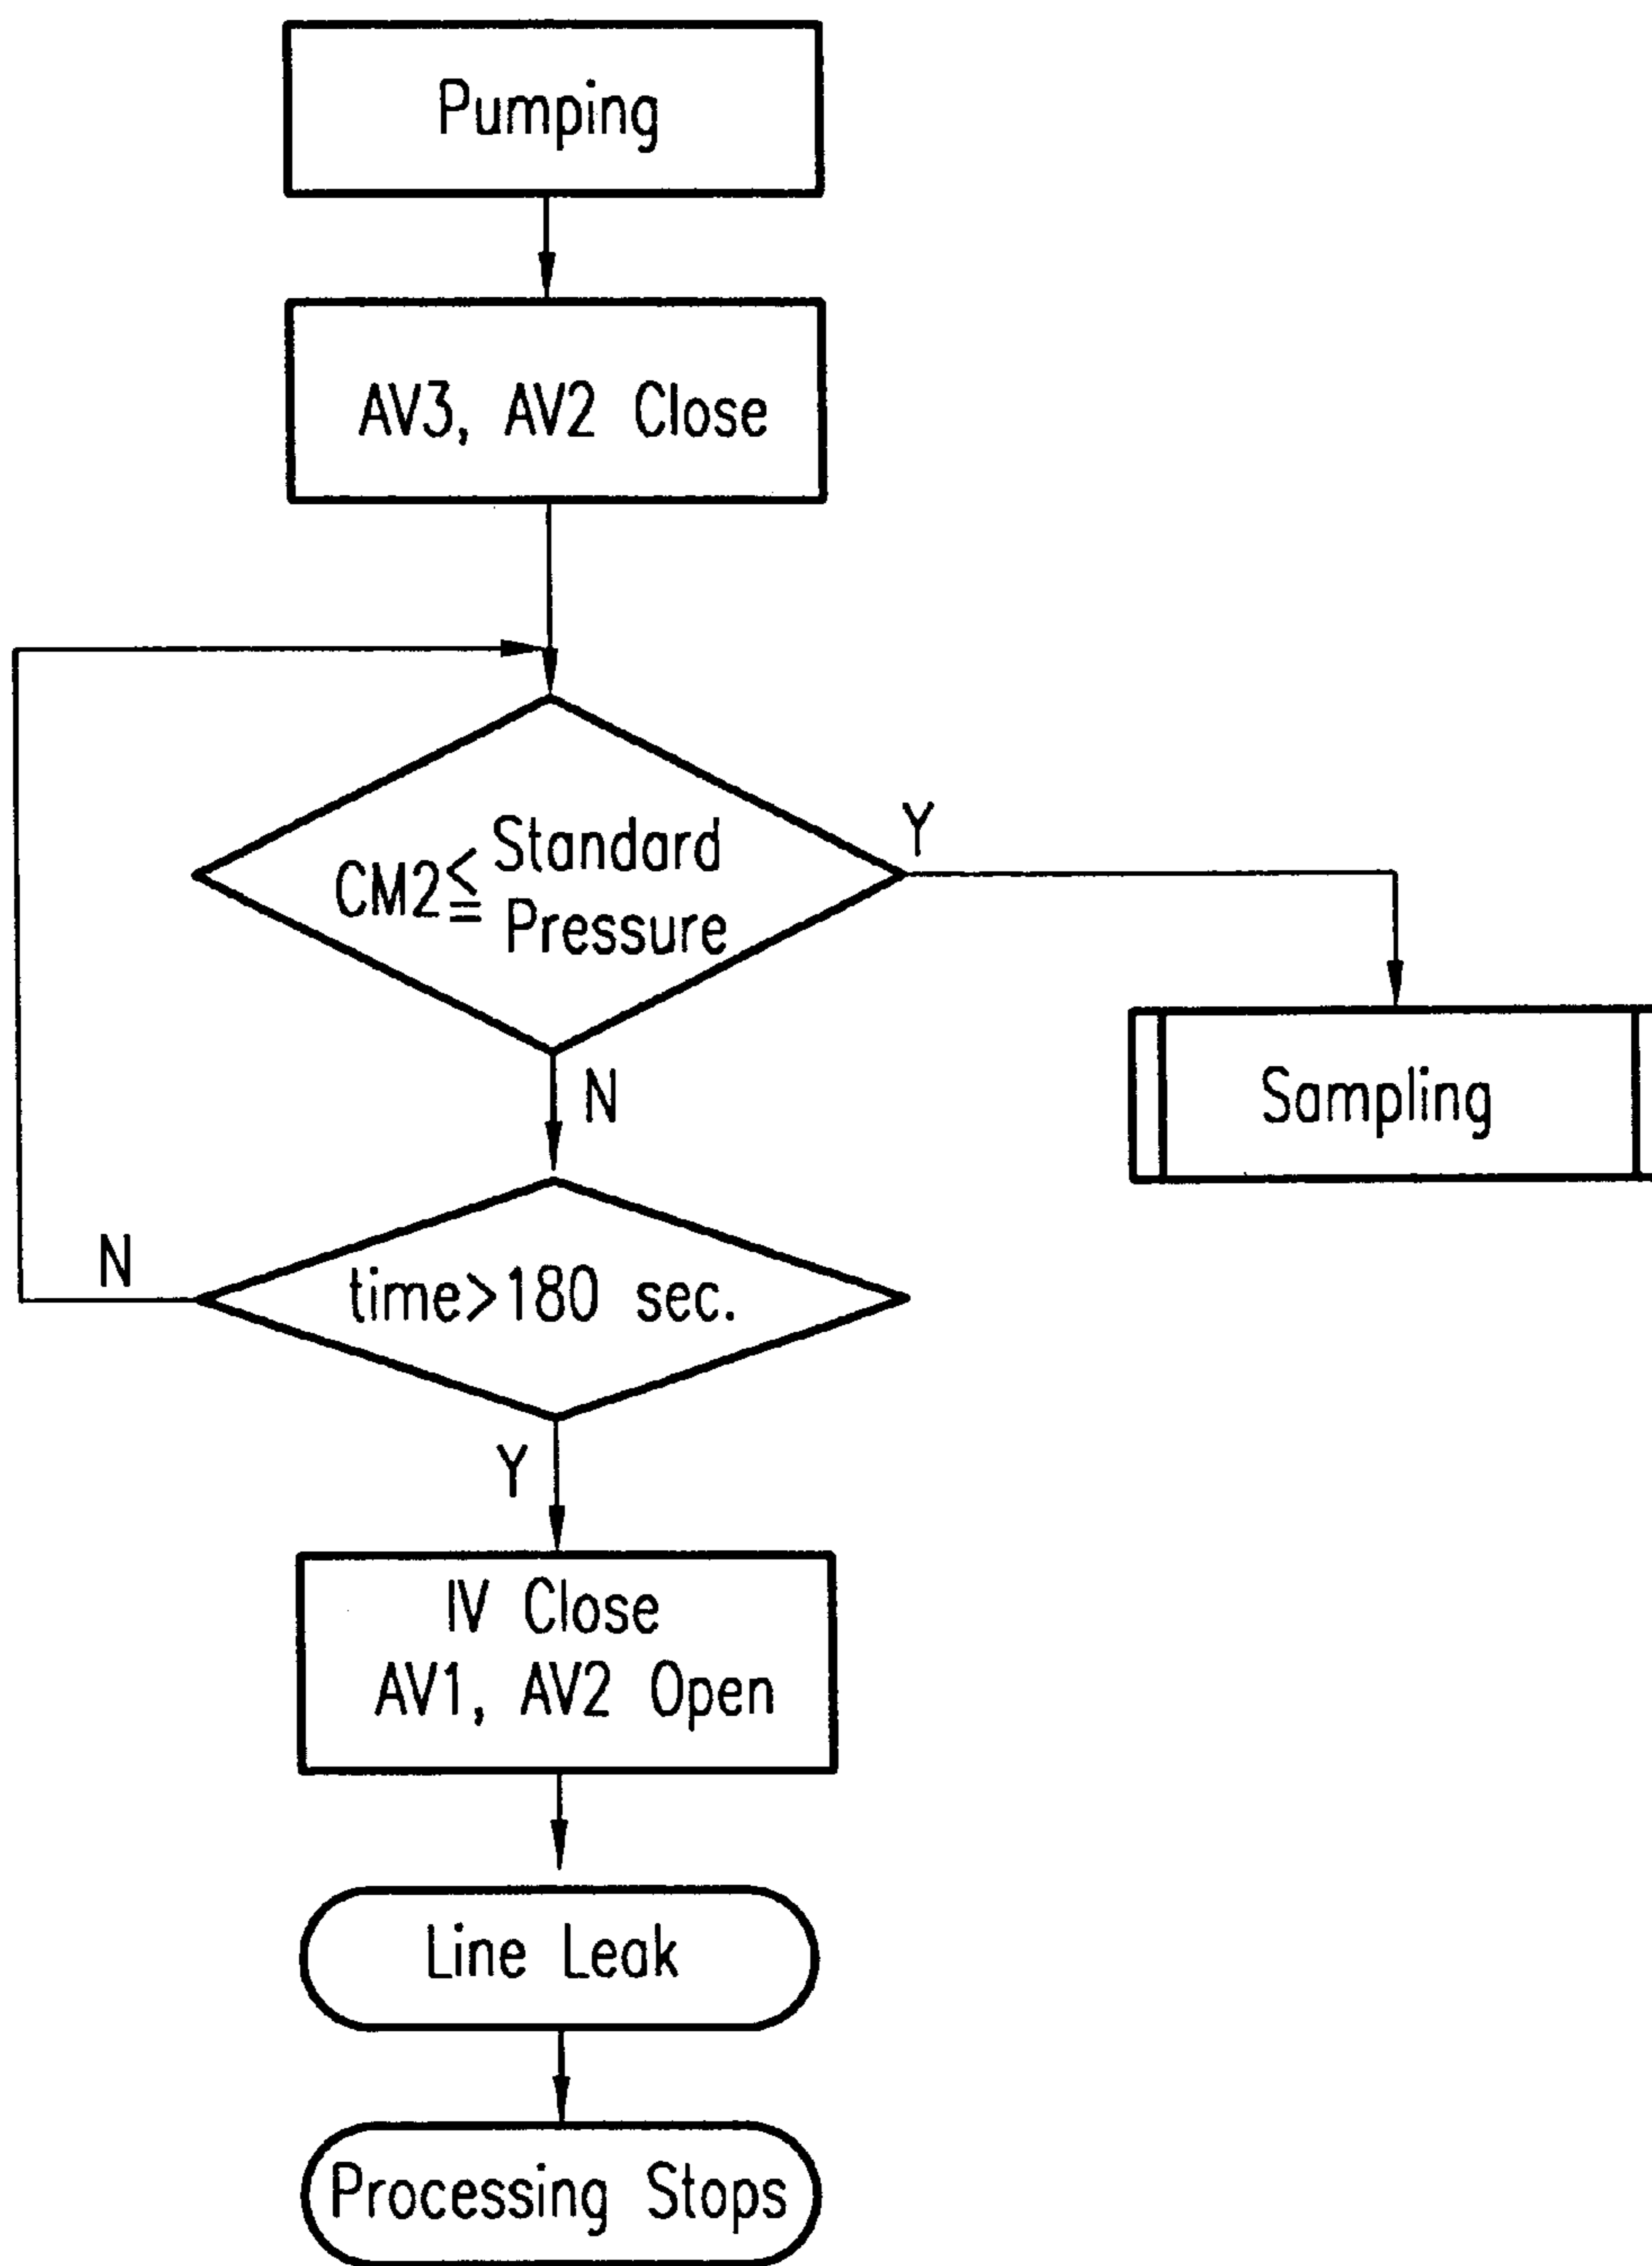 Pumping
AV3, AV2 Close
CM2≦ Standard
Pressure
Y
N
Sampling
time>180 sec.
N
Y
IV Close
AV1, AV2 Open
Line Leak
Processing Stops